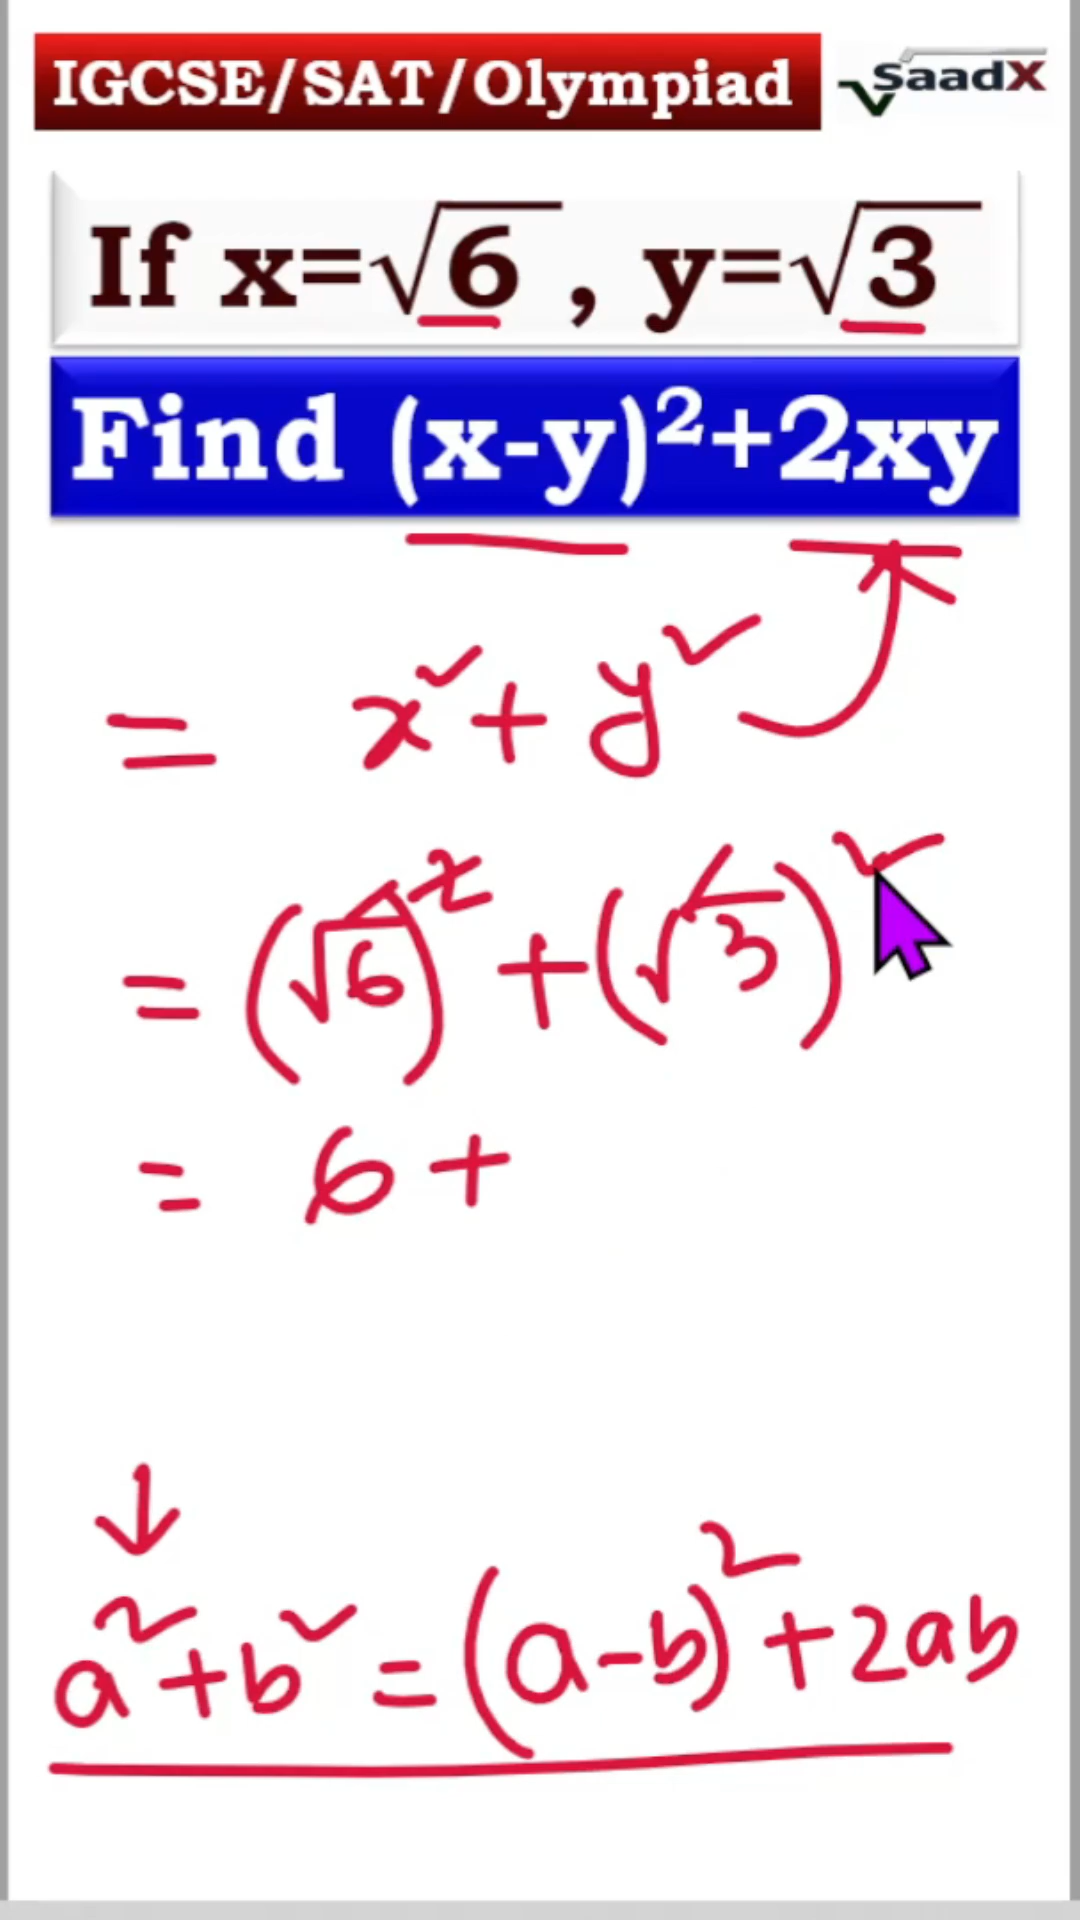 IGCSE/SAT/Olympiad
√SaadX
If x=√6 , y=√3
Find (x-y)²+2xy
= x²+y²
= (√6)²+(√3)²
= 6+
a²+b² = (a-b)²+2ab